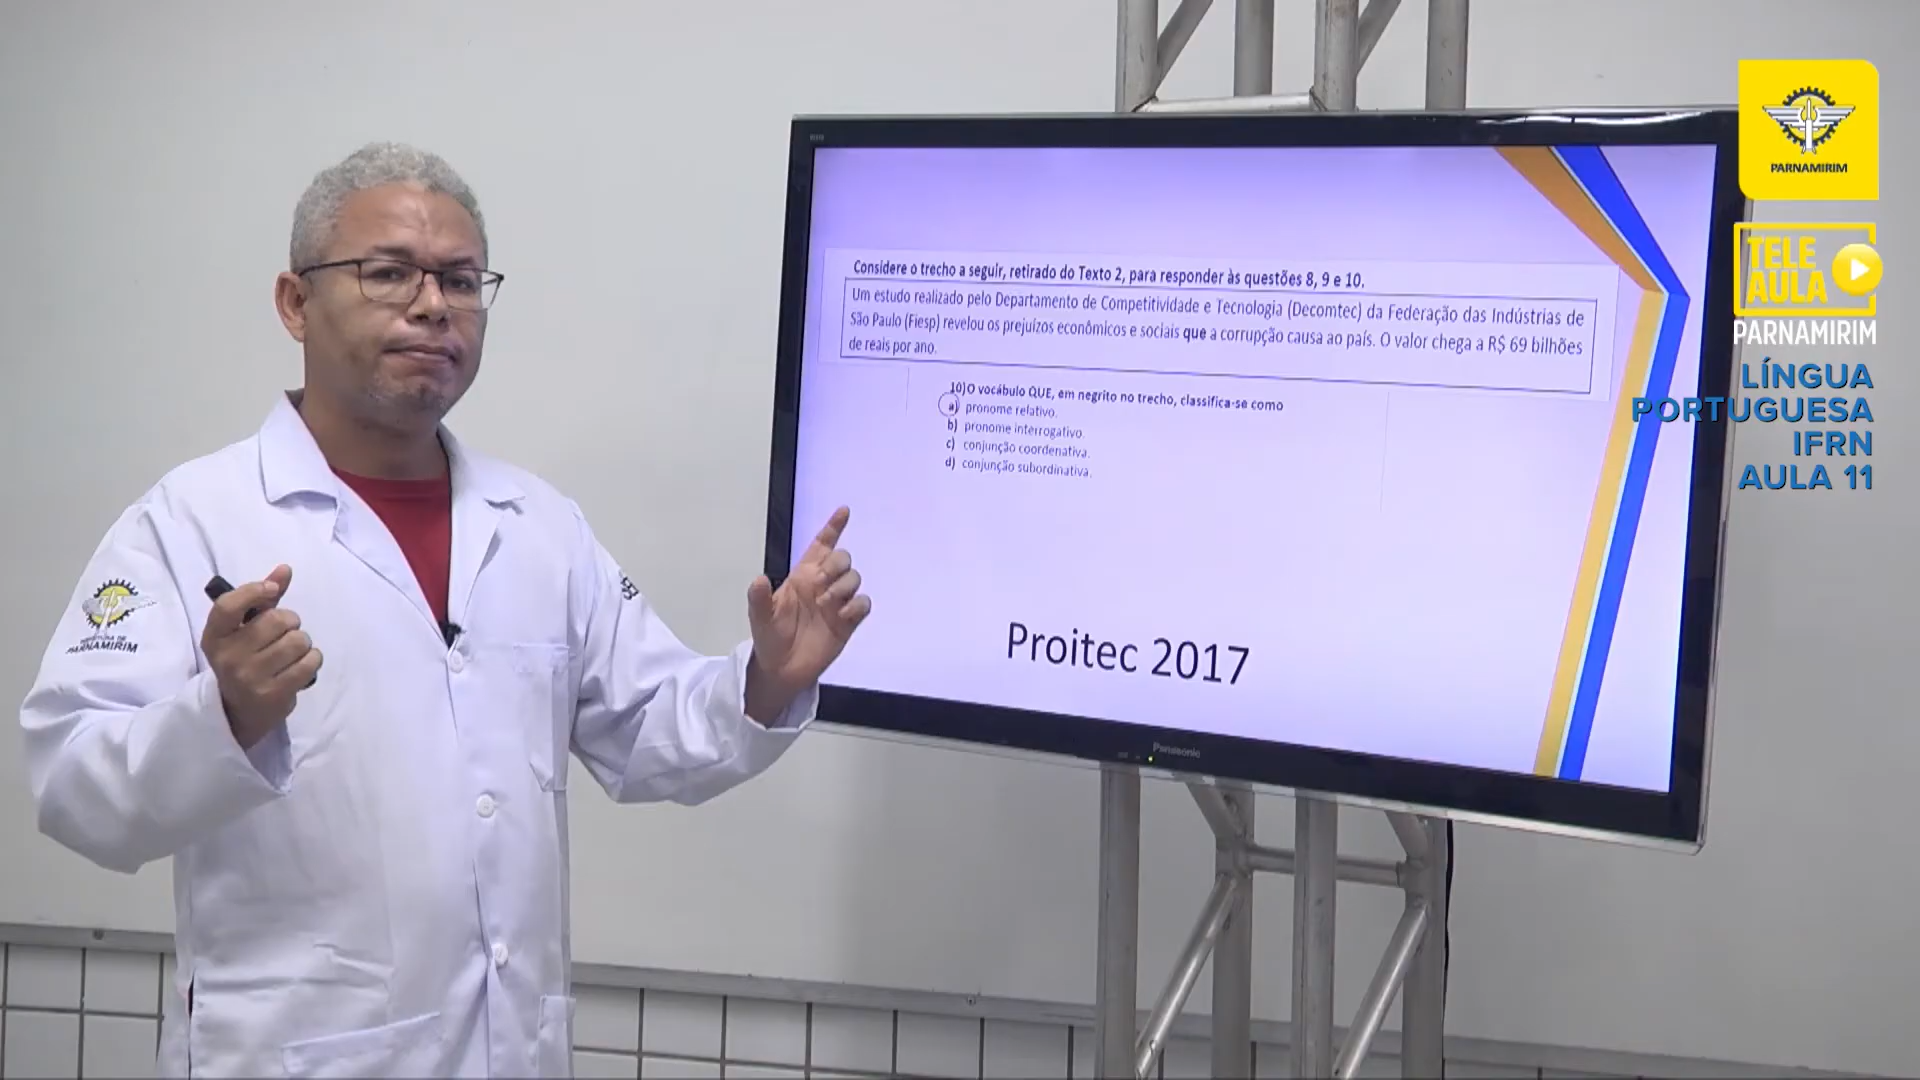 Considere o trecho a seguir, retirado do Texto 2, para responder às questões 8, 9 e 10.
Um estudo realizado pelo Departamento de Competitividade e Tecnologia (Decomtec) da Federação das Indústrias de
São Paulo (Fiesp) revelou os prejuízos econômicos e sociais que a corrupção causa ao país. O valor chega a R$ 69 bilhões
de reais por ano.
10) O vocábulo QUE, em negrito no trecho, classifica-se como
a) pronome relativo.
b) pronome interrogativo.
c) conjunção coordenativa.
d) conjunção subordinativa.
Proitec 2017
Panasonic
PARNAMIRIM
TELE
AULA
PARNAMIRIM
LÍNGUA
PORTUGUESA
IFRN
AULA 11
PREFEITURA DE
PARNAMIRIM